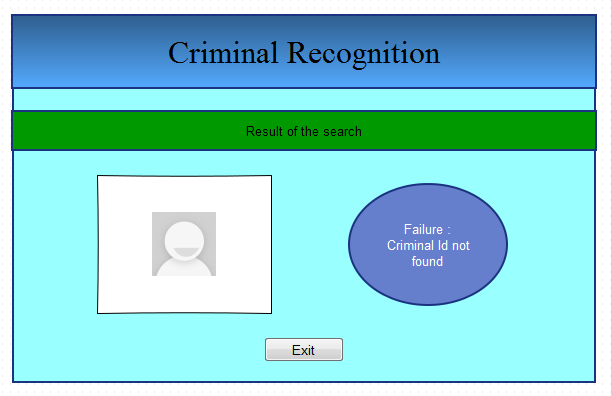 Criminal Recognition
Result of the search
Failure :
Criminal Id not
found
Exit